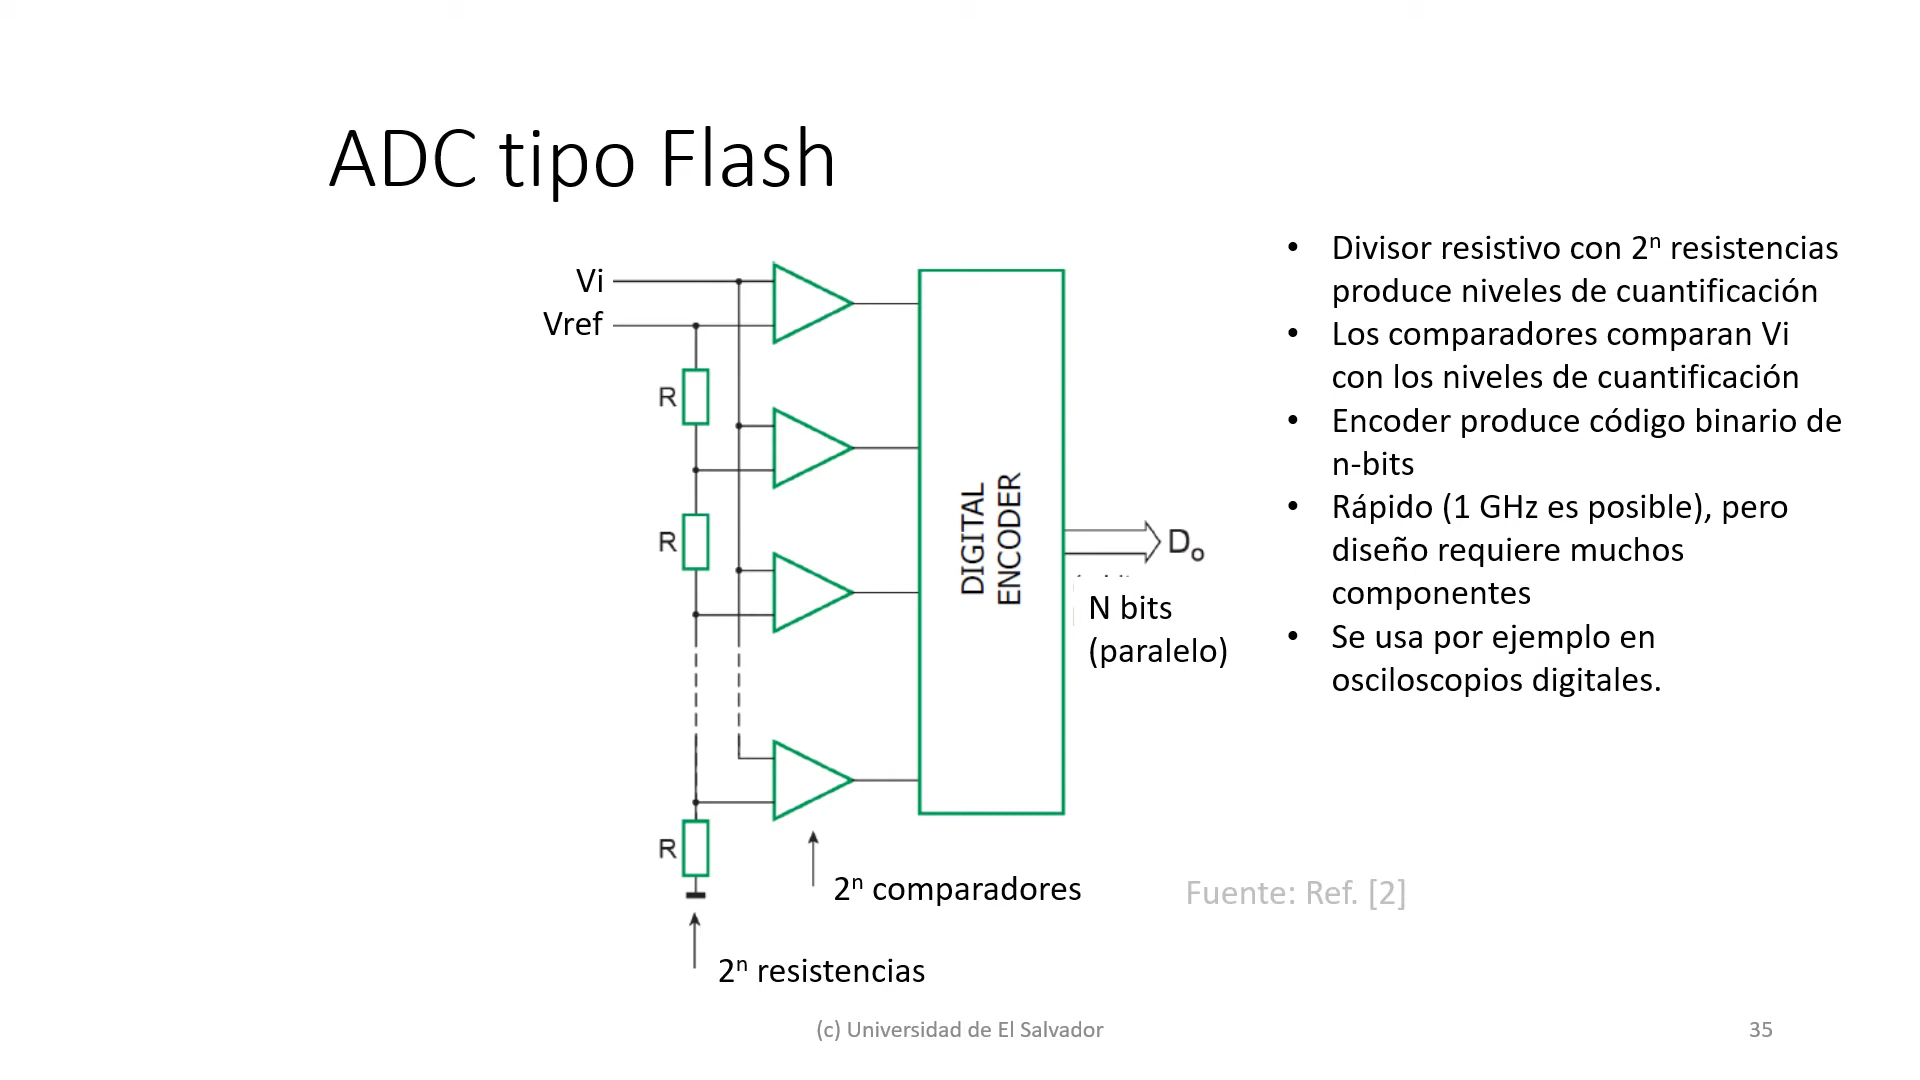 ADC tipo Flash
Vi
Vref
R
R
R
DIGITAL
ENCODER
Do
N bits
(paralelo)
2ⁿ comparadores
2ⁿ resistencias
• Divisor resistivo con 2ⁿ resistencias
produce niveles de cuantificación
• Los comparadores comparan Vi
con los niveles de cuantificación
• Encoder produce código binario de
n-bits
• Rápido (1 GHz es posible), pero
diseño requiere muchos
componentes
• Se usa por ejemplo en
osciloscopios digitales.
Fuente: Ref. [2]
(c) Universidad de El Salvador
35